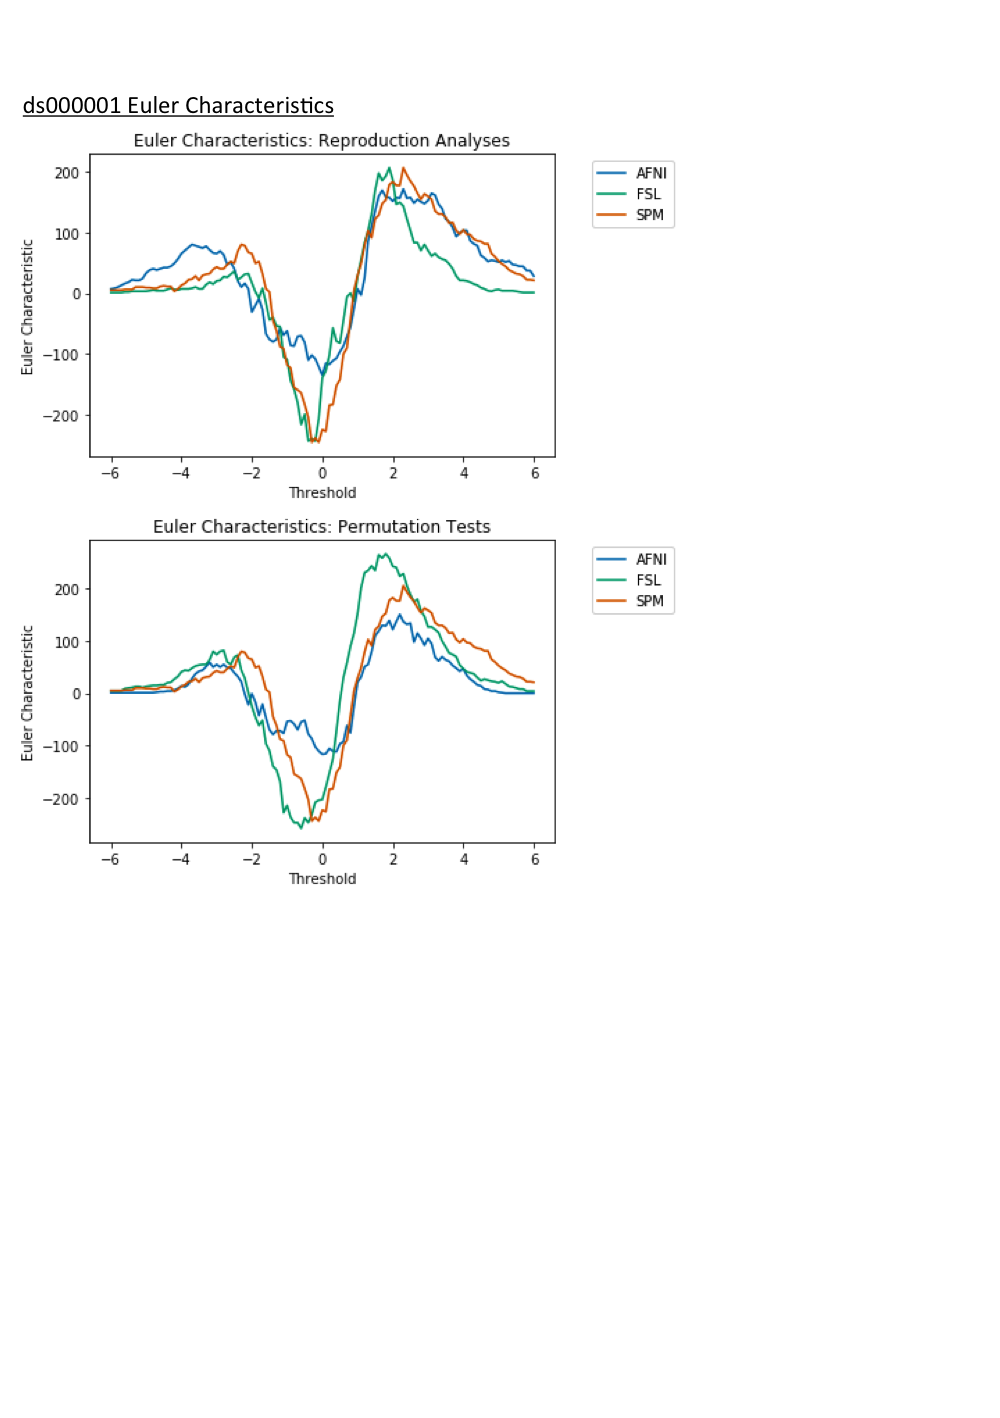 ds000001 Euler Characteristics
Euler Characteristics: Reproduction Analyses
AFNI
FSL
SPM
200
100
0
−100
−200
Euler Characteristic
−6 −4 −2 0 2 4 6
Threshold
Euler Characteristics: Permutation Tests
AFNI
FSL
SPM
200
100
0
−100
−200
Euler Characteristic
−6 −4 −2 0 2 4 6
Threshold